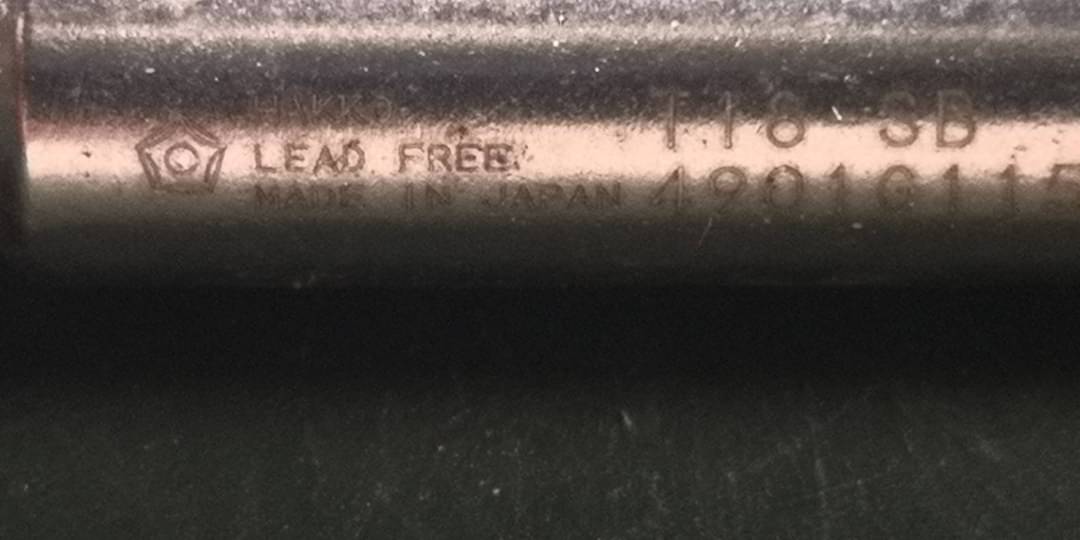 HAKKO
LEAD FREE
MADE IN JAPAN
T18 SB